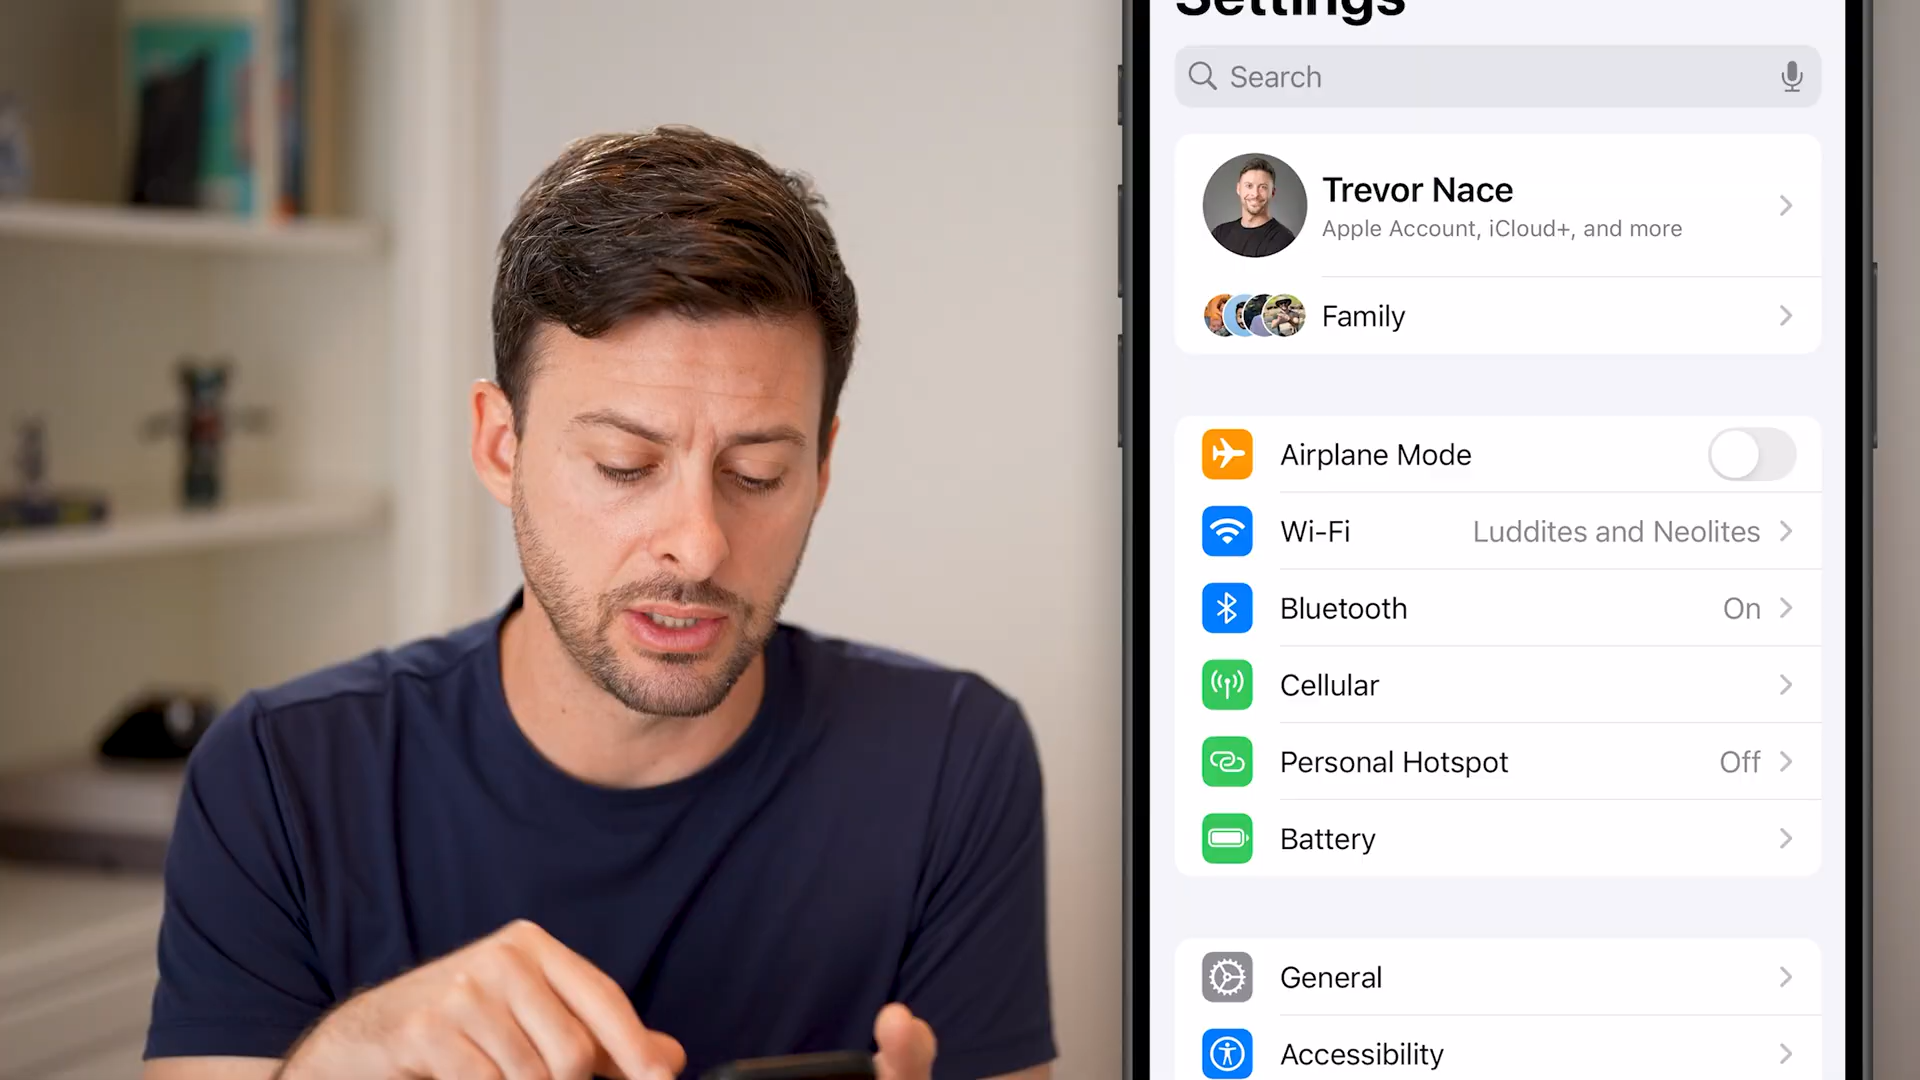 Settings
Search
Trevor Nace
Apple Account, iCloud+, and more
Family
Airplane Mode
Wi-Fi Luddites and Neolites
Bluetooth On
Cellular
Personal Hotspot Off
Battery
General
Accessibility